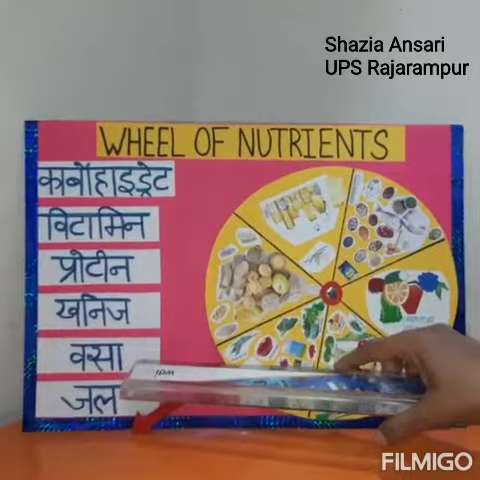 Shazia Ansari
UPS Rajarampur
WHEEL OF NUTRIENTS
कार्बोहाइड्रेट
विटामिन
प्रोटीन
खनिज
वसा
जल
FILMIGO